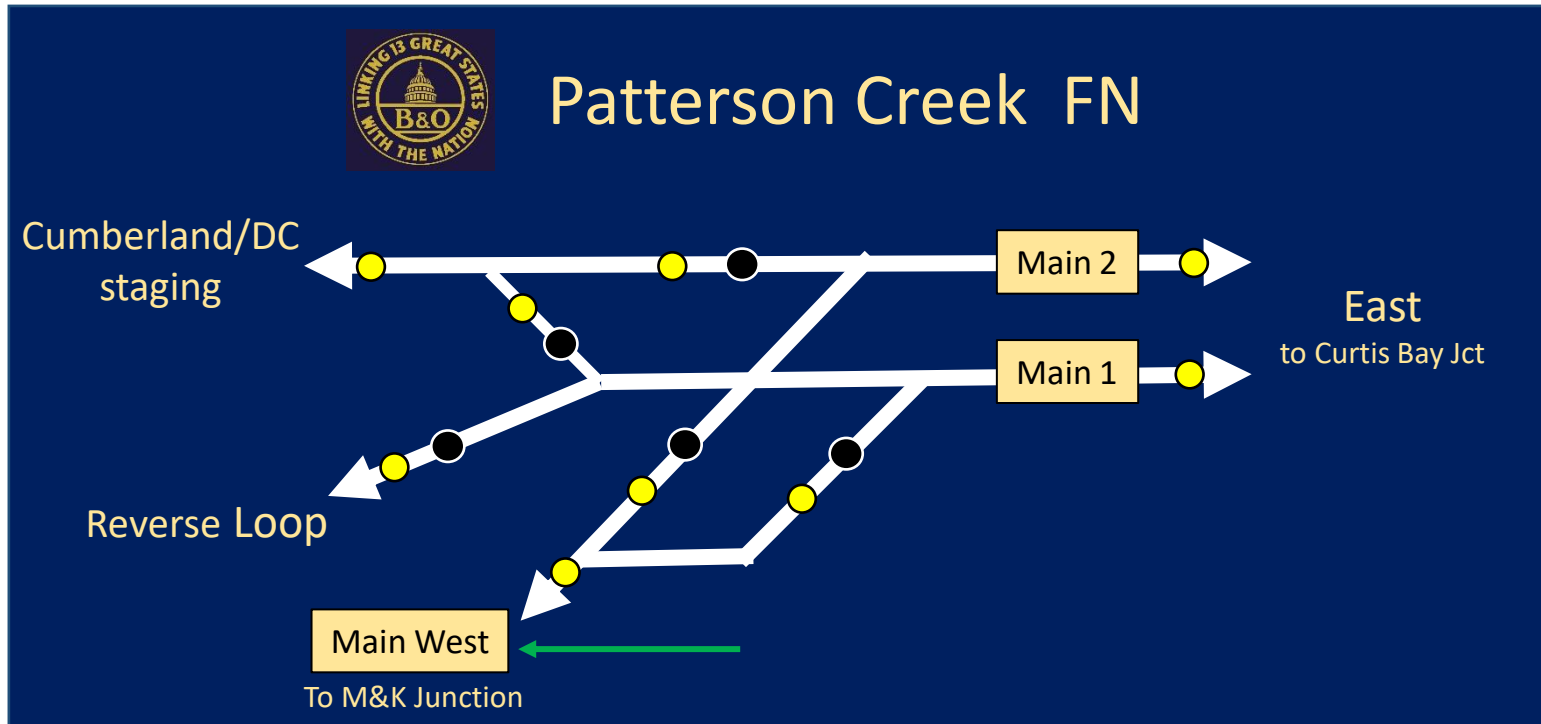 LINKING 13 GREAT STATES
B&O
WITH THE NATION
Patterson Creek FN
Cumberland/DC
staging
Main 2
East
to Curtis Bay Jct
Main 1
Reverse Loop
Main West
To M&K Junction